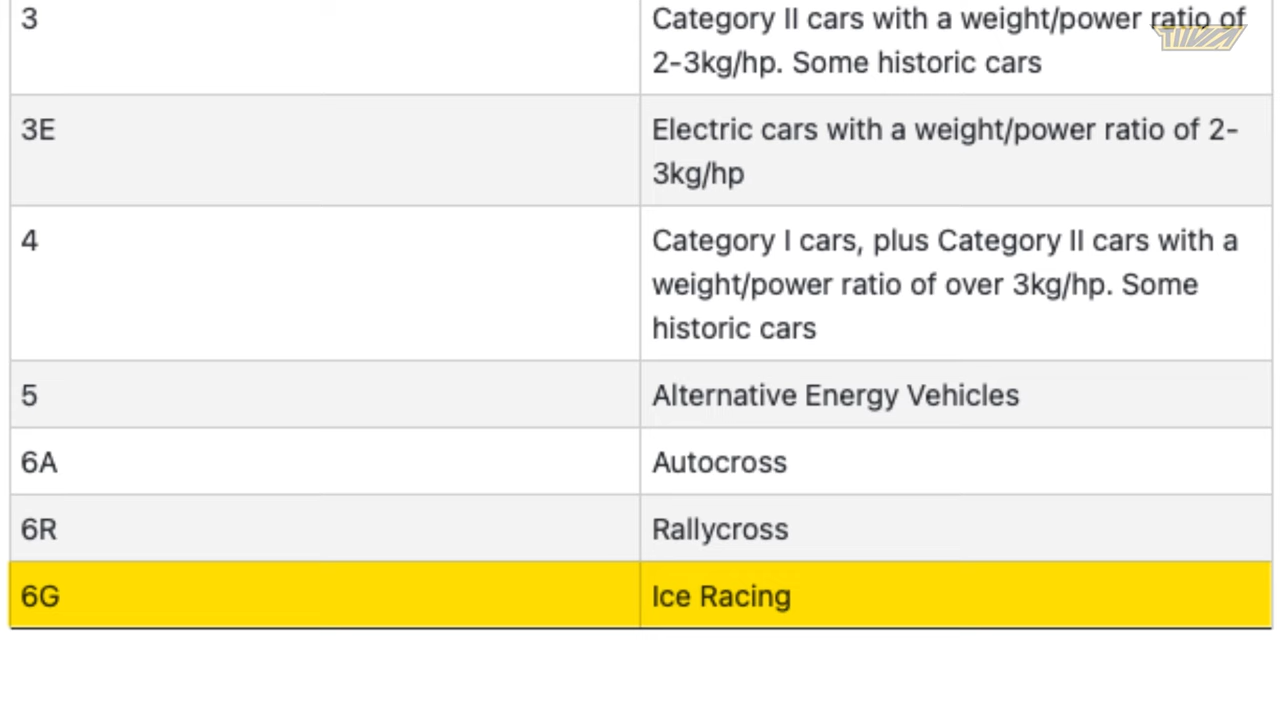 3
Category II cars with a weight/power ratio of
2-3kg/hp. Some historic cars
3E
Electric cars with a weight/power ratio of 2-
3kg/hp
4
Category I cars, plus Category II cars with a
weight/power ratio of over 3kg/hp. Some
historic cars
5
Alternative Energy Vehicles
6A
Autocross
6R
Rallycross
6G
Ice Racing